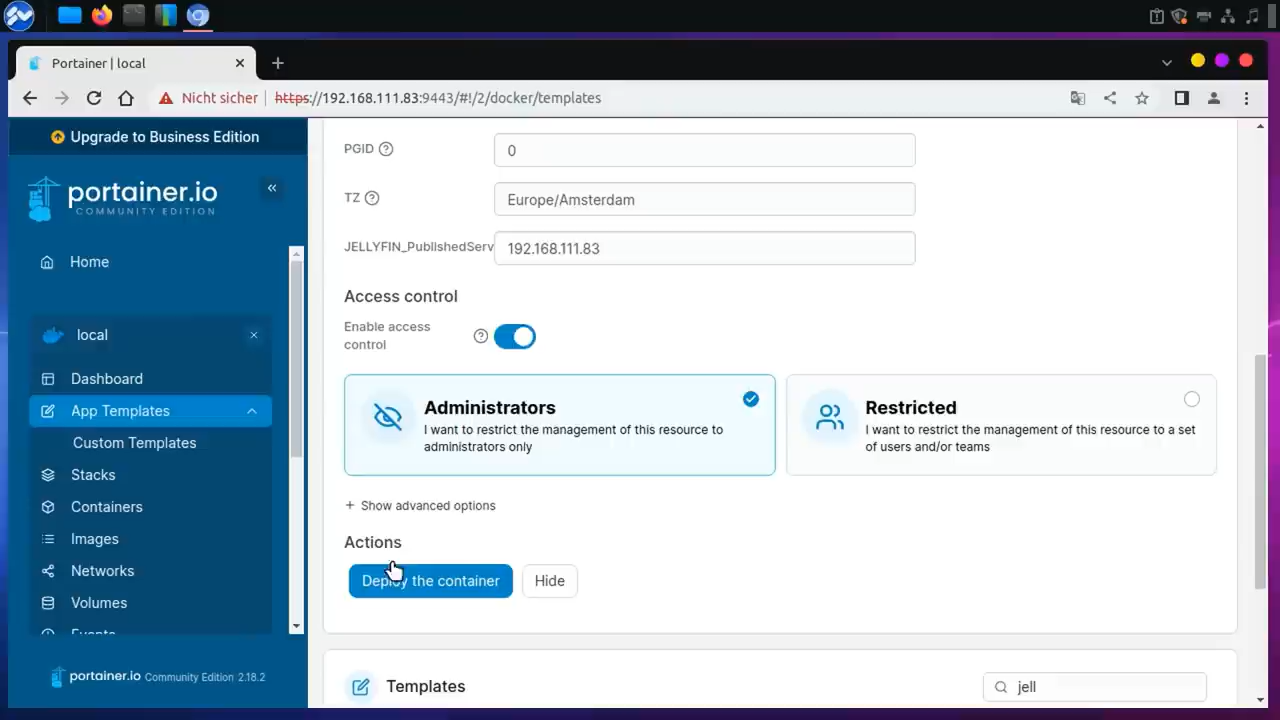 Portainer | local
Nicht sicher
https://192.168.111.83:9443/#!/2/docker/templates
Upgrade to Business Edition
portainer.io
COMMUNITY EDITION
Home
local
Dashboard
App Templates
Custom Templates
Stacks
Containers
Images
Networks
Volumes
Events
portainer.io Community Edition 2.18.2
PGID
0
TZ
Europe/Amsterdam
JELLYFIN_PublishedServ
192.168.111.83
Access control
Enable access
control
Administrators
I want to restrict the management of this resource to
administrators only
Restricted
I want to restrict the management of this resource to a set
of users and/or teams
+ Show advanced options
Actions
Deploy the container
Hide
Templates
jell